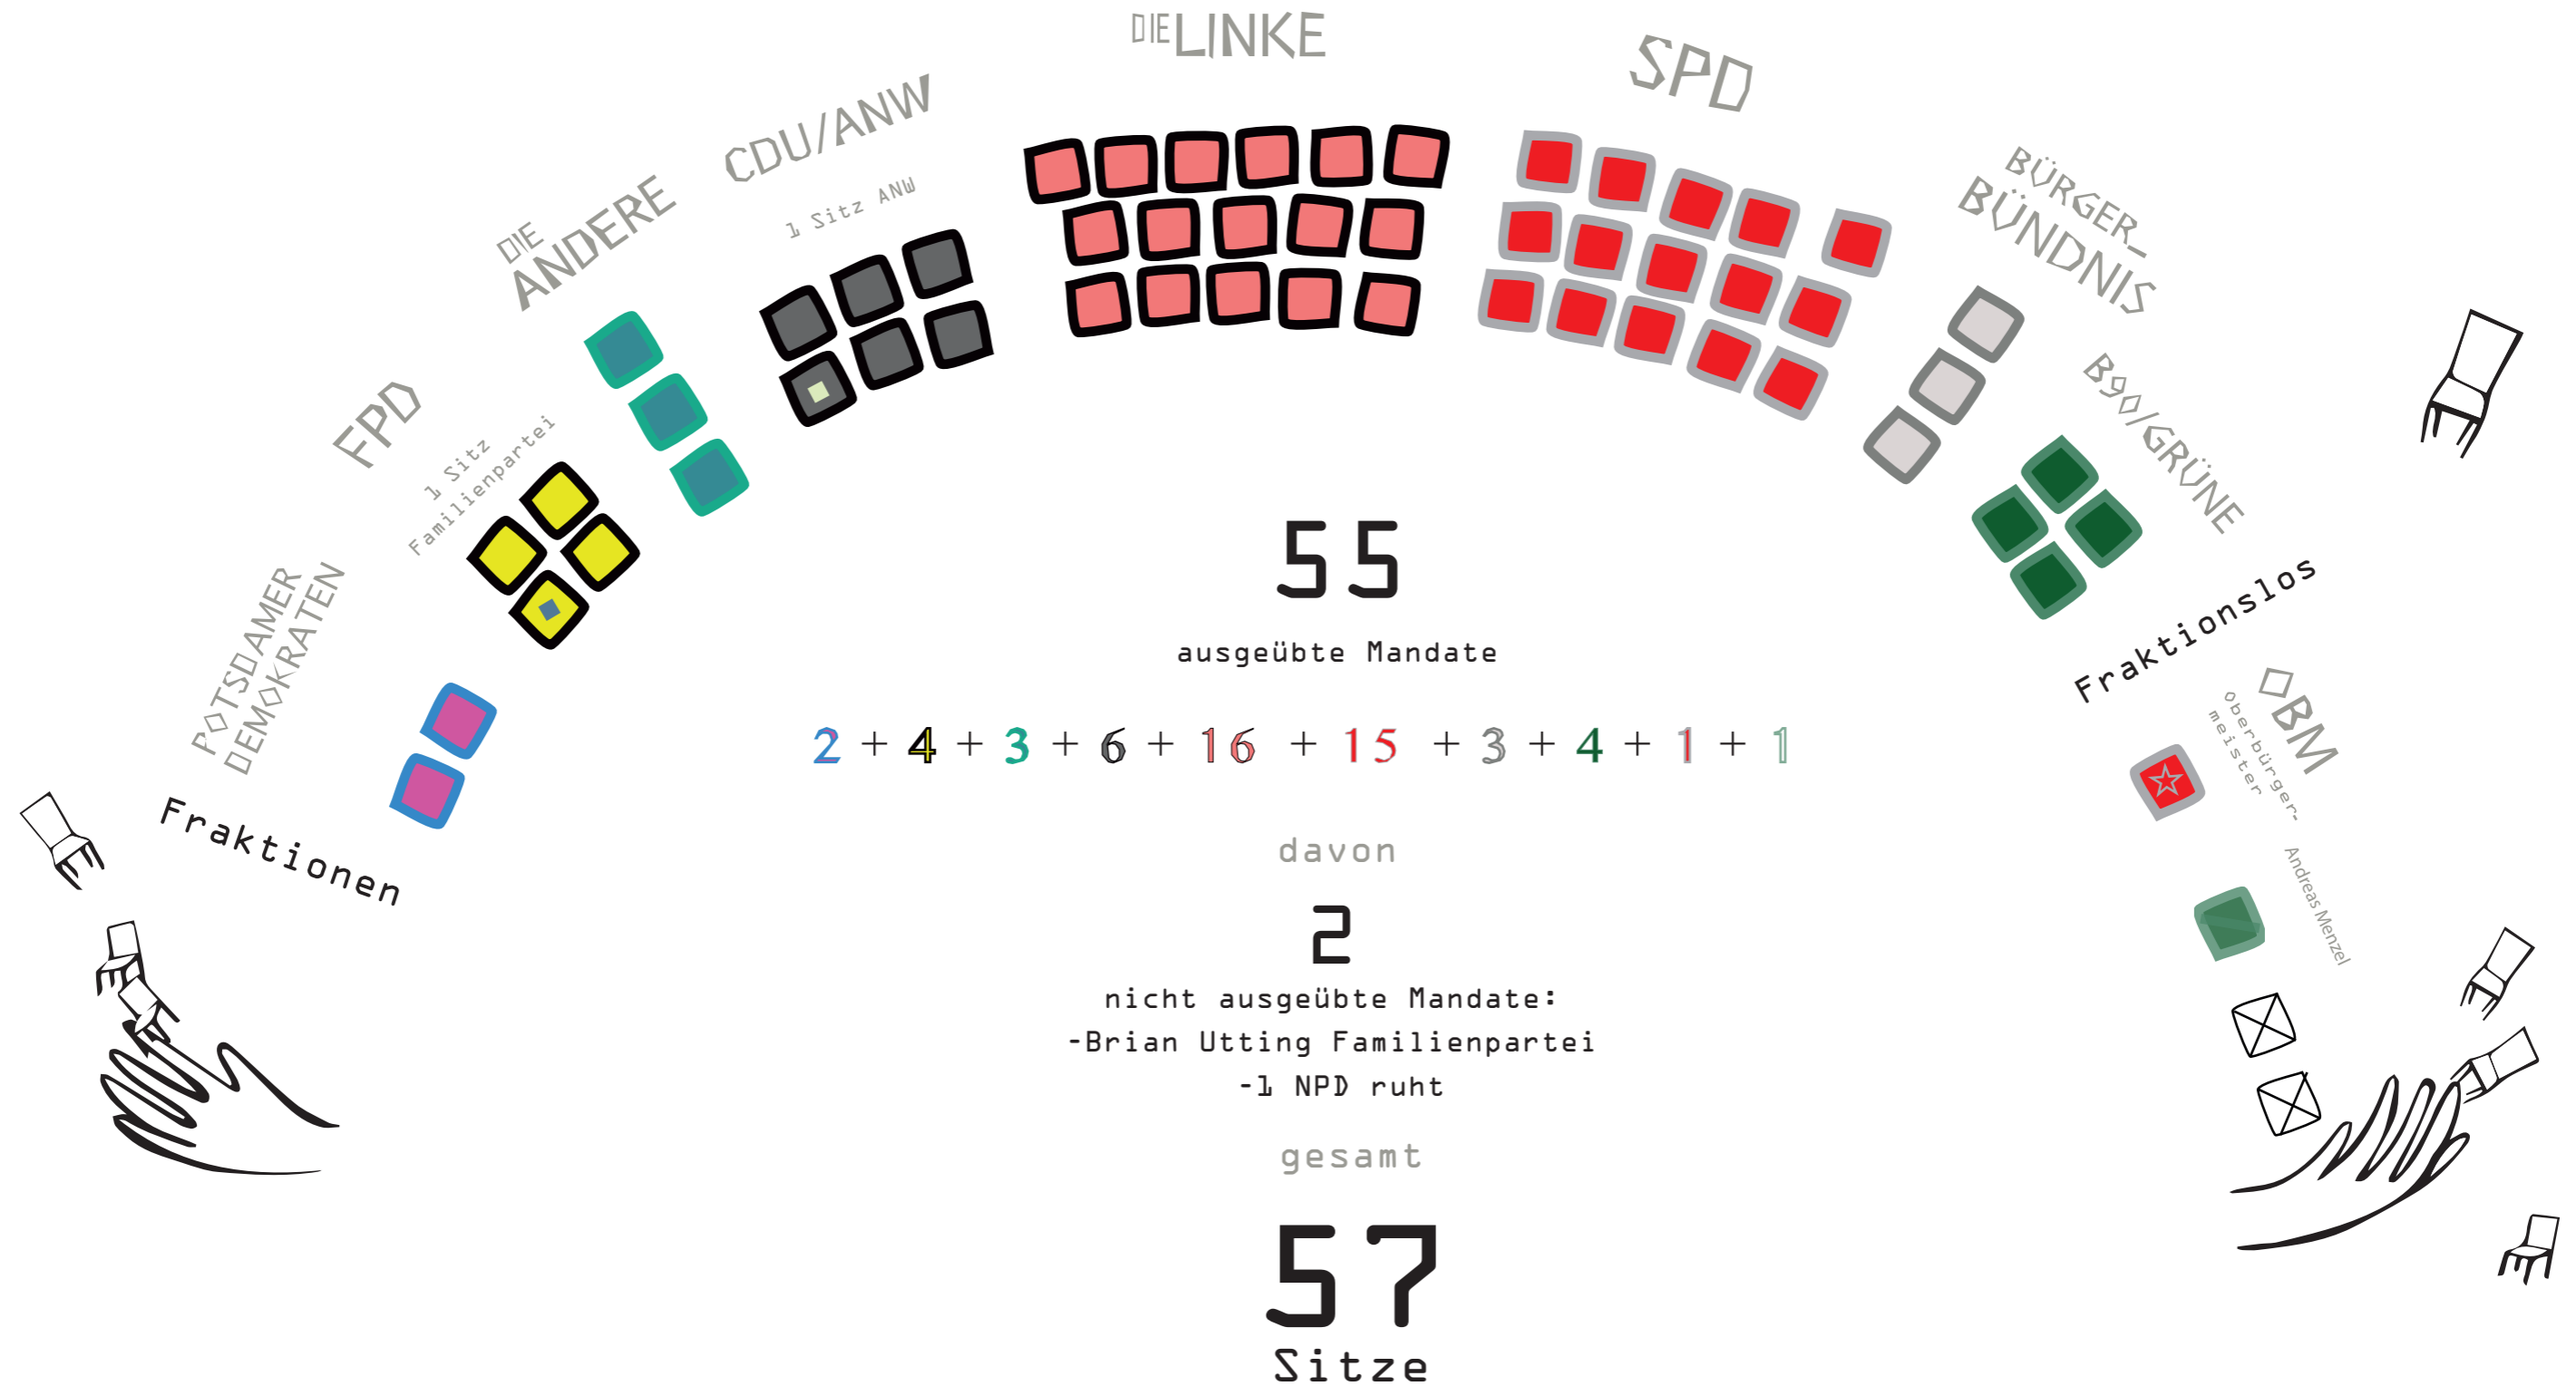 DIE LINKE
SPD
CDU/ANW
1 Sitz ANW
DIE
ANDERE
FPD
1 Sitz
Familienpartei
POTSDAMER
DEMOKRATEN
Fraktionen
BÜRGER_
BÜNDNIS
B90/GRÜNE
Fraktionslos
OBM
Oberbürger-
meister
Andreas Menzel
55
ausgeübte Mandate
2 + 4 + 3 + 6 + 16 + 15 + 3 + 4 + 1 + 1
davon
2
nicht ausgeübte Mandate:
-Brian Utting Familienpartei
-1 NPD ruht
gesamt
57
Sitze